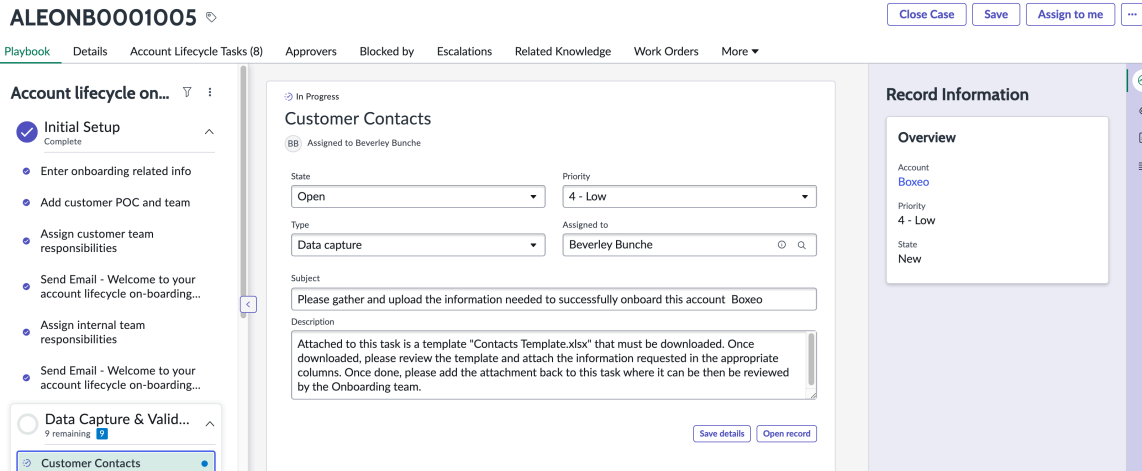 ALEONB0001005
Close Case
Save
Assign to me
Playbook
Details
Account Lifecycle Tasks (8)
Approvers
Blocked by
Escalations
Related Knowledge
Work Orders
More
Account lifecycle on...
Initial Setup
Complete
Enter onboarding related info
Add customer POC and team
Assign customer team
responsibilities
Send Email - Welcome to your
account lifecycle on-boarding...
Assign internal team
responsibilities
Send Email - Welcome to your
account lifecycle on-boarding...
Data Capture & Valid...
9 remaining 9
Customer Contacts
In Progress
Customer Contacts
BB Assigned to Beverley Bunche
State
Open
Priority
4 - Low
Type
Data capture
Assigned to
Beverley Bunche
Subject
Please gather and upload the information needed to successfully onboard this account  Boxeo
Description
Attached to this task is a template "Contacts Template.xlsx" that must be downloaded. Once
downloaded, please review the template and attach the information requested in the appropriate
columns. Once done, please add the attachment back to this task where it can be then be reviewed
by the Onboarding team.
Save details
Open record
Record Information
Overview
Account
Boxeo
Priority
4 - Low
State
New